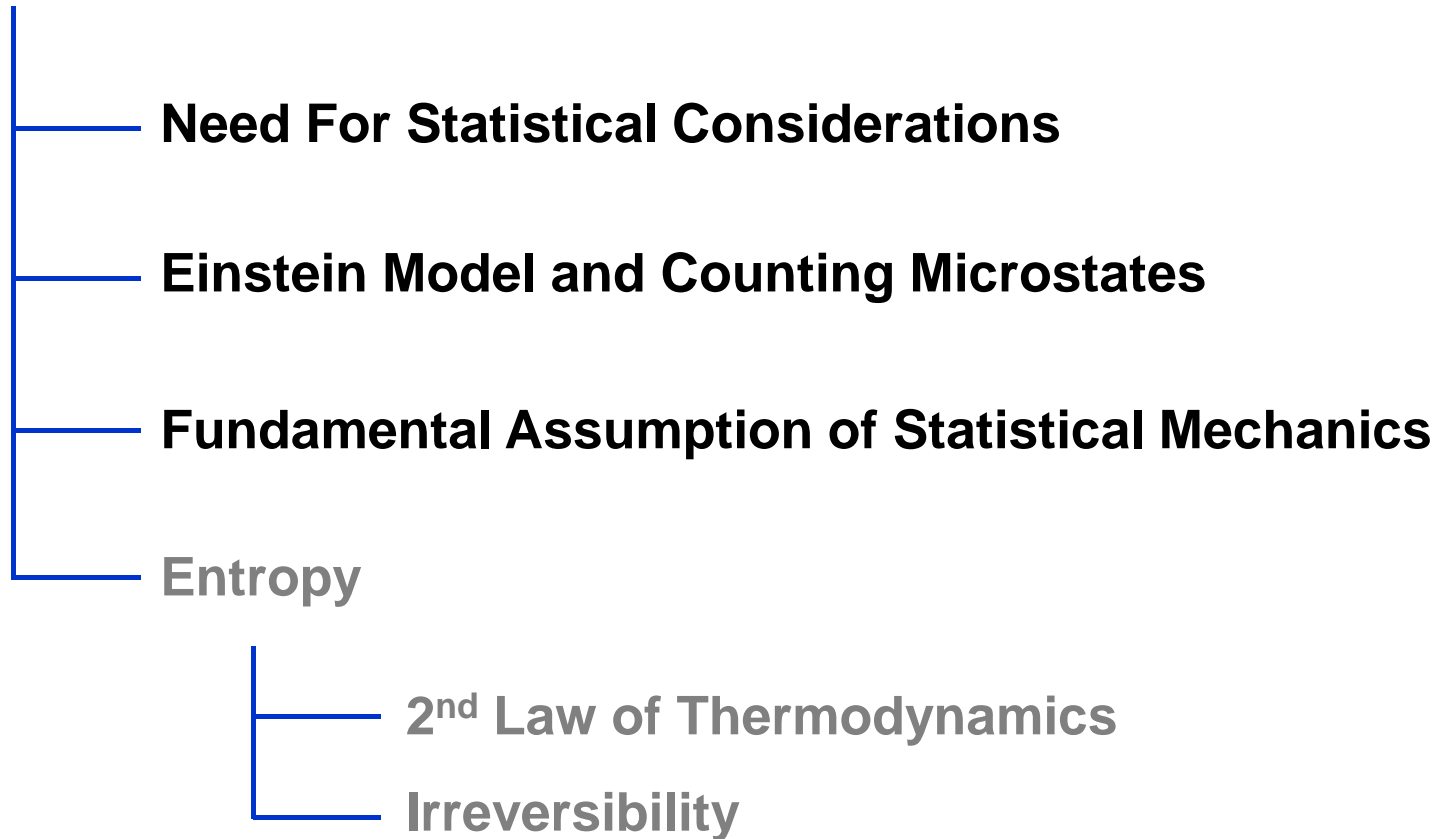 Need For Statistical Considerations
Einstein Model and Counting Microstates
Fundamental Assumption of Statistical Mechanics
Entropy
2nd Law of Thermodynamics
Irreversibility